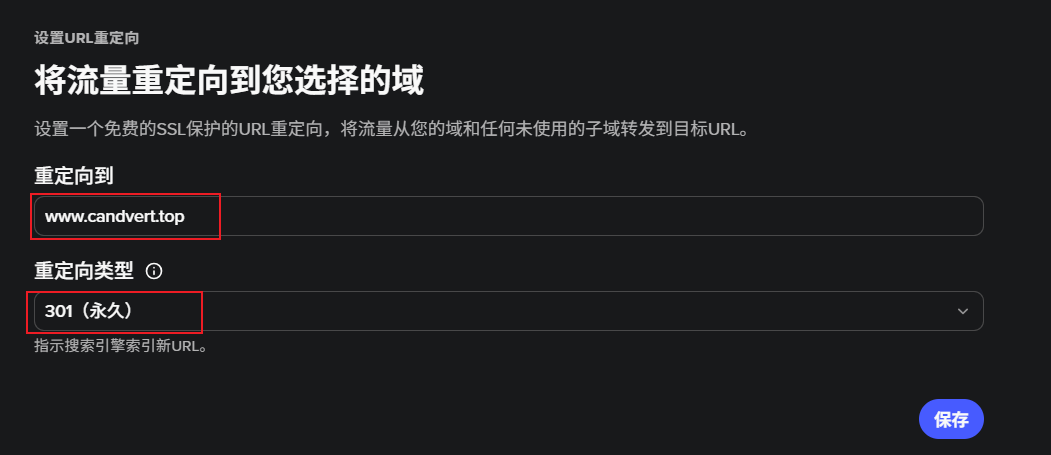 设置URL重定向
将流量重定向到您选择的域
设置一个免费的SSL保护的URL重定向，将流量从您的域和任何未使用的子域转发到目标URL。
重定向到
www.candvert.top
重定向类型
301（永久）
指示搜索引擎索引新URL。
保存